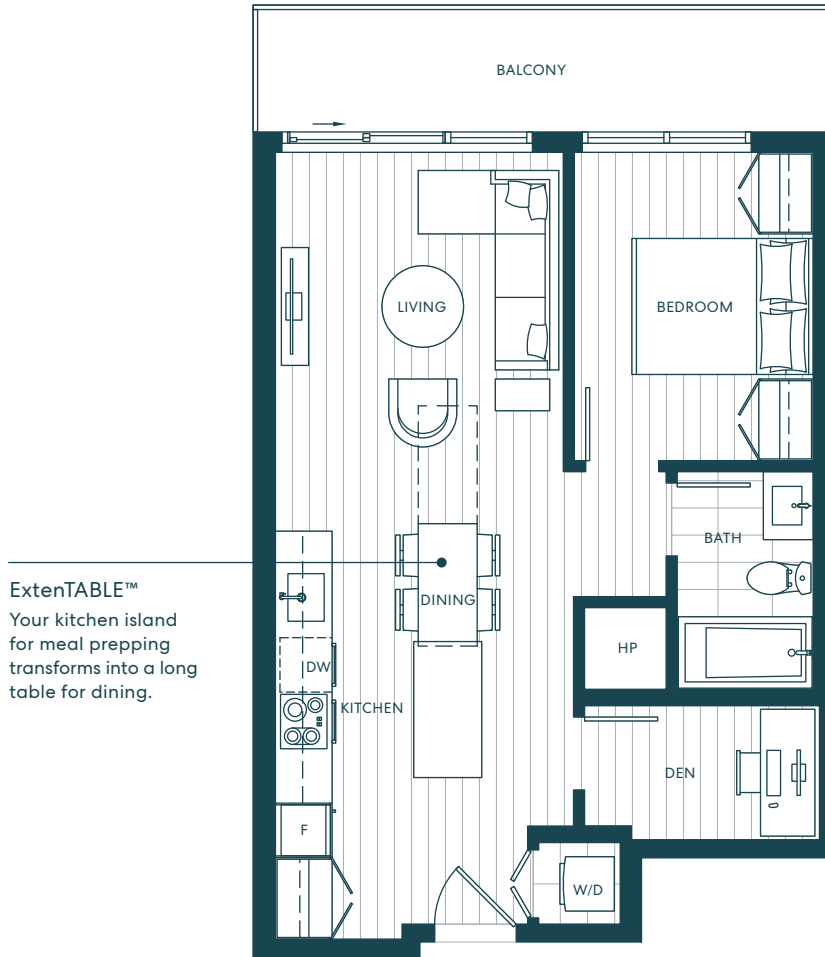 BALCONY
LIVING
BEDROOM
BATH
ExtenTABLE™
Your kitchen island
for meal prepping
transforms into a long
table for dining.
DINING
HP
DW
KITCHEN
DEN
F
W/D